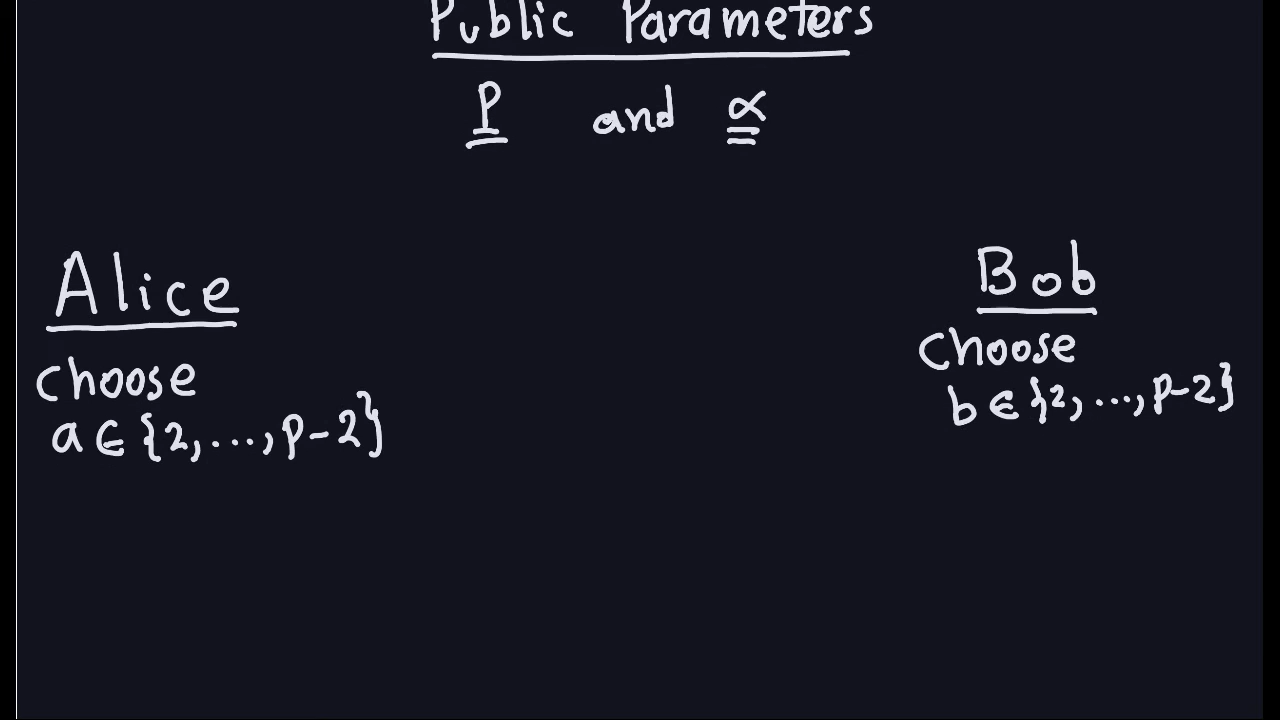 Public Parameters
P and α
Alice
choose
a ∈ {2, ..., p-2}
Bob
choose
b ∈ {2, ..., p-2}